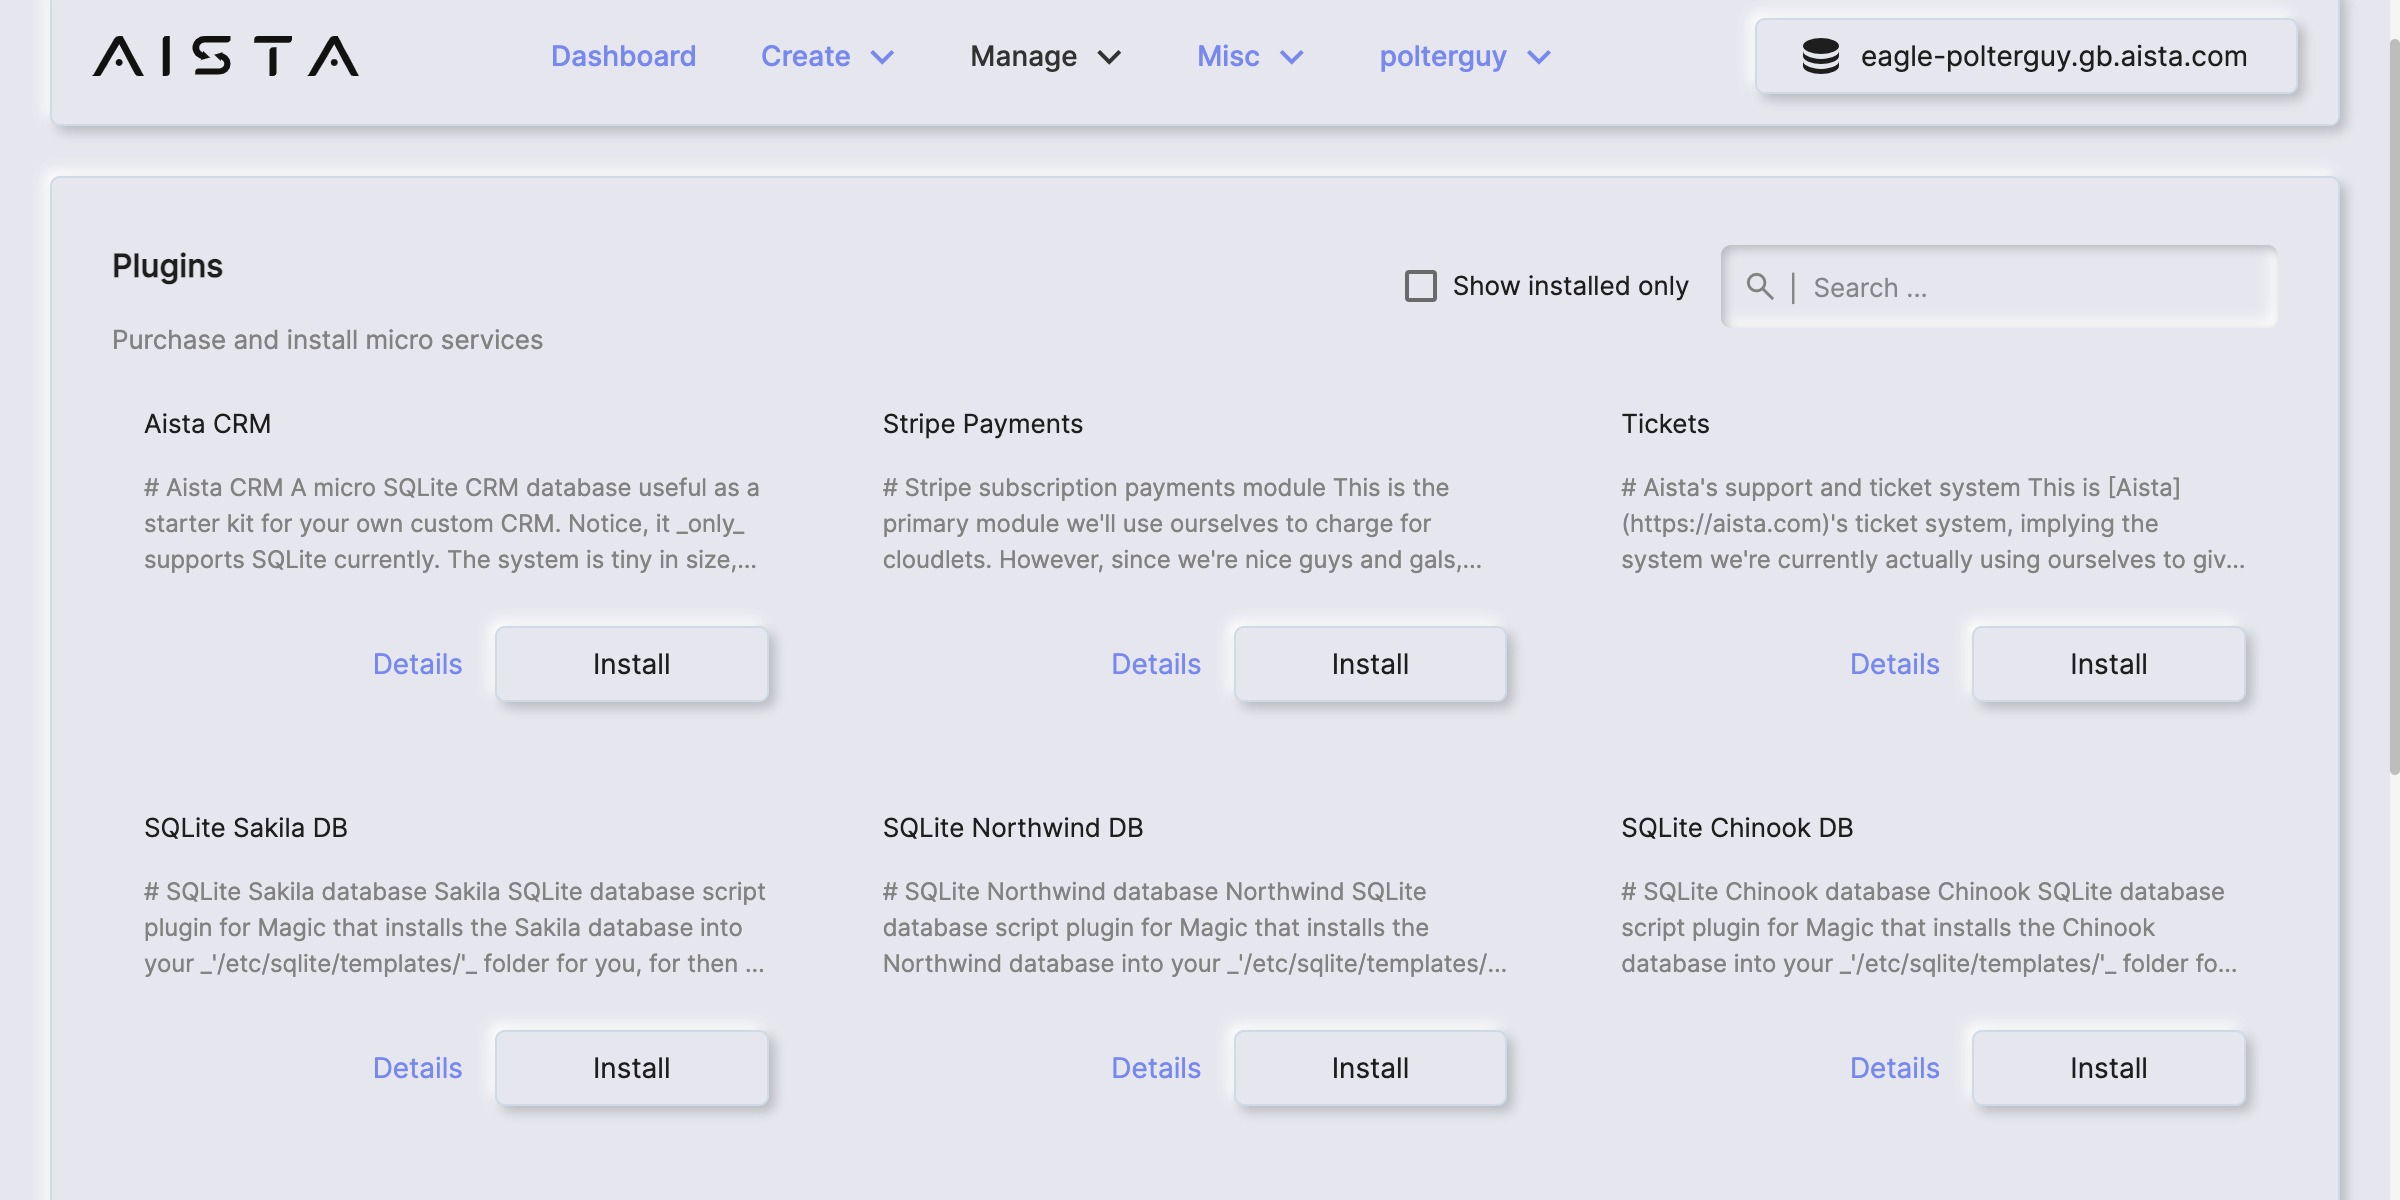 AISTA
Dashboard
Create
Manage
Misc
polterguy
eagle-polterguy.gb.aista.com
Plugins
Show installed only
Search ...
Purchase and install micro services
Aista CRM
# Aista CRM A micro SQLite CRM database useful as a
starter kit for your own custom CRM. Notice, it _only_
supports SQLite currently. The system is tiny in size,...
Details
Install
Stripe Payments
# Stripe subscription payments module This is the
primary module we'll use ourselves to charge for
cloudlets. However, since we're nice guys and gals,...
Details
Install
Tickets
# Aista's support and ticket system This is [Aista]
(https://aista.com)'s ticket system, implying the
system we're currently actually using ourselves to giv...
Details
Install
SQLite Sakila DB
# SQLite Sakila database Sakila SQLite database script
plugin for Magic that installs the Sakila database into
your _'/etc/sqlite/templates/'_ folder for you, for then ...
Details
Install
SQLite Northwind DB
# SQLite Northwind database Northwind SQLite
database script plugin for Magic that installs the
Northwind database into your _'/etc/sqlite/templates/...
Details
Install
SQLite Chinook DB
# SQLite Chinook database Chinook SQLite database
script plugin for Magic that installs the Chinook
database into your _'/etc/sqlite/templates/'_ folder fo...
Details
Install